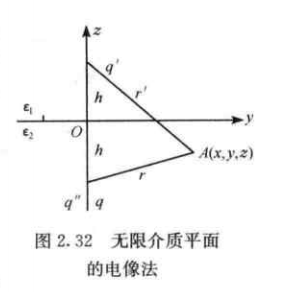 z
q′
r′
h
ε₁
ε₂
O
y
h
A(x,y,z)
r
q″ q
图 2.32 无限介质平面
的电像法